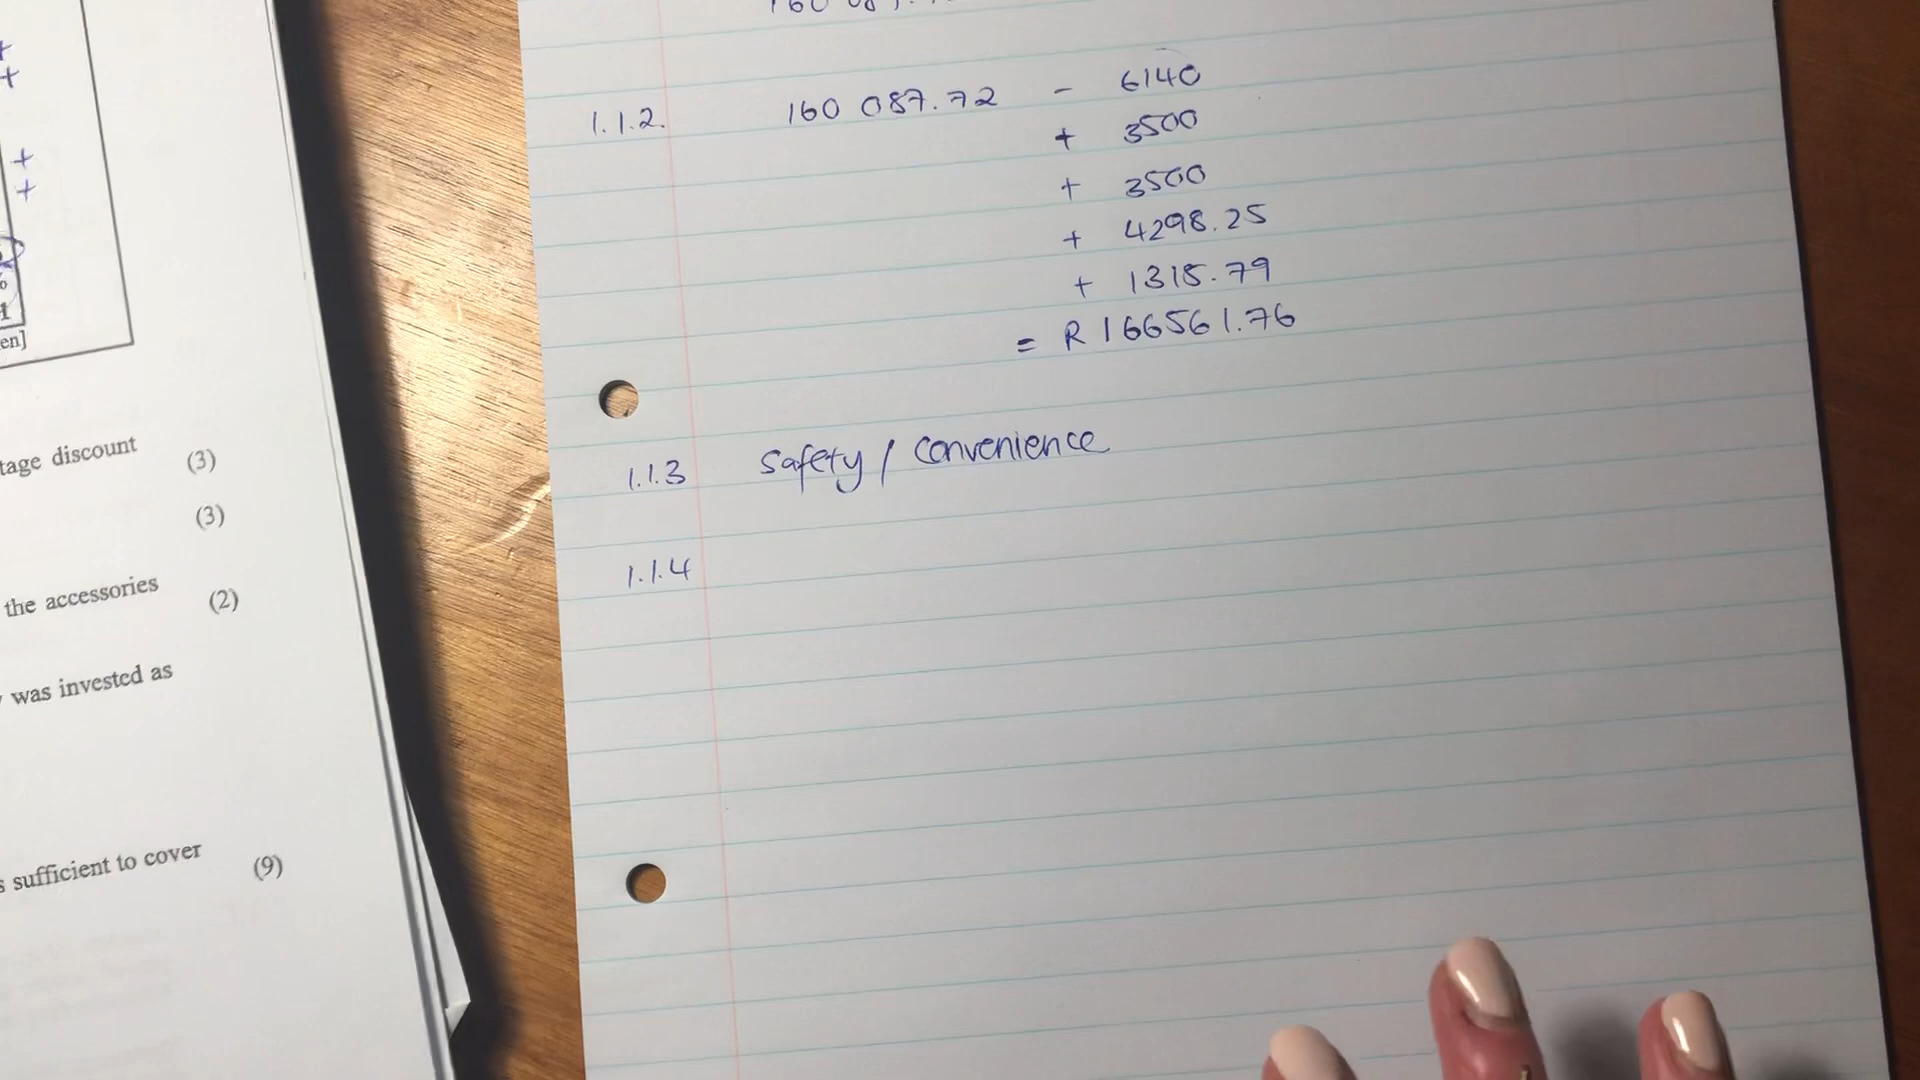 1.1.2. 160 087.72 - 6140
+ 3500
+ 3500
+ 4298.25
+ 1315.79
= R 166561.76
1.1.3 safety / convenience
1.1.4
en]
tage discount (3)
(3)
the accessories (2)
was invested as
s sufficient to cover (9)